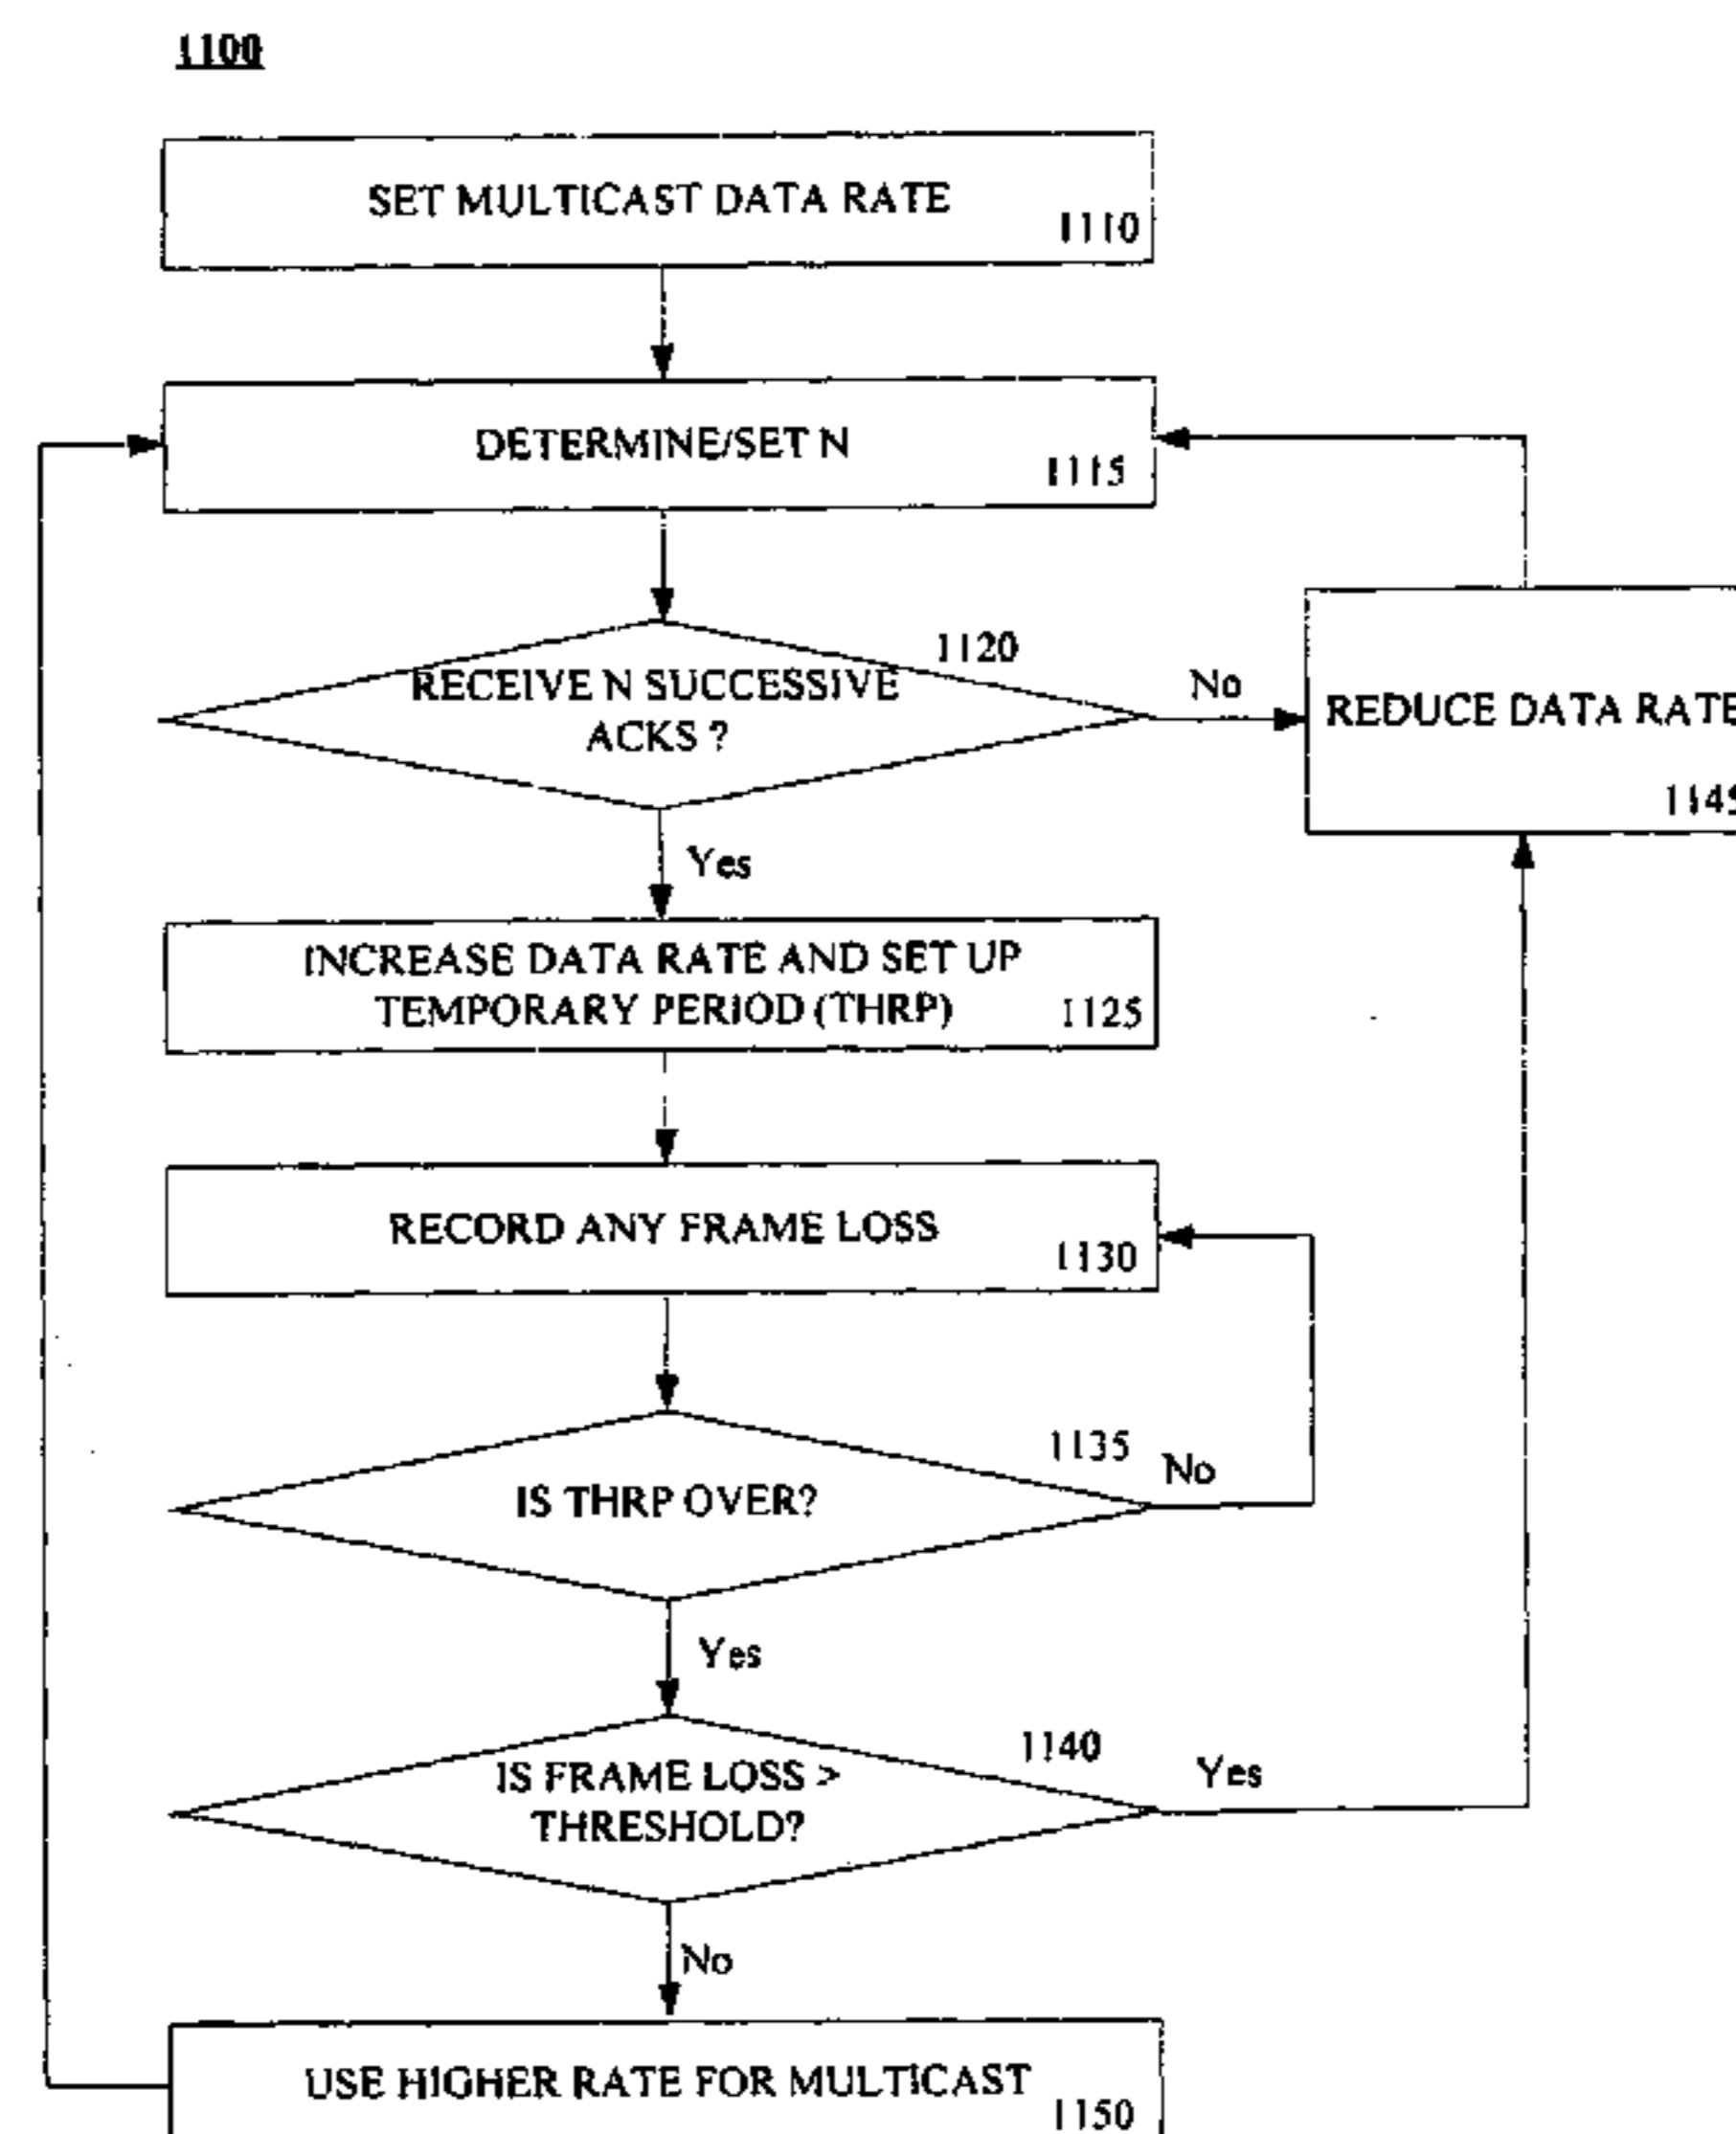 1100
SET MULTICAST DATA RATE
1110
DETERMINE/SET N
1115
1120
RECEIVE N SUCCESSIVE
ACKS ?
No
REDUCE DATA RATE
1145
Yes
INCREASE DATA RATE AND SET UP
TEMPORARY PERIOD (THRP)
1125
RECORD ANY FRAME LOSS
1130
1135
No
IS THRP OVER?
Yes
1140
IS FRAME LOSS >
THRESHOLD?
Yes
No
USE HIGHER RATE FOR MULTICAST
1150